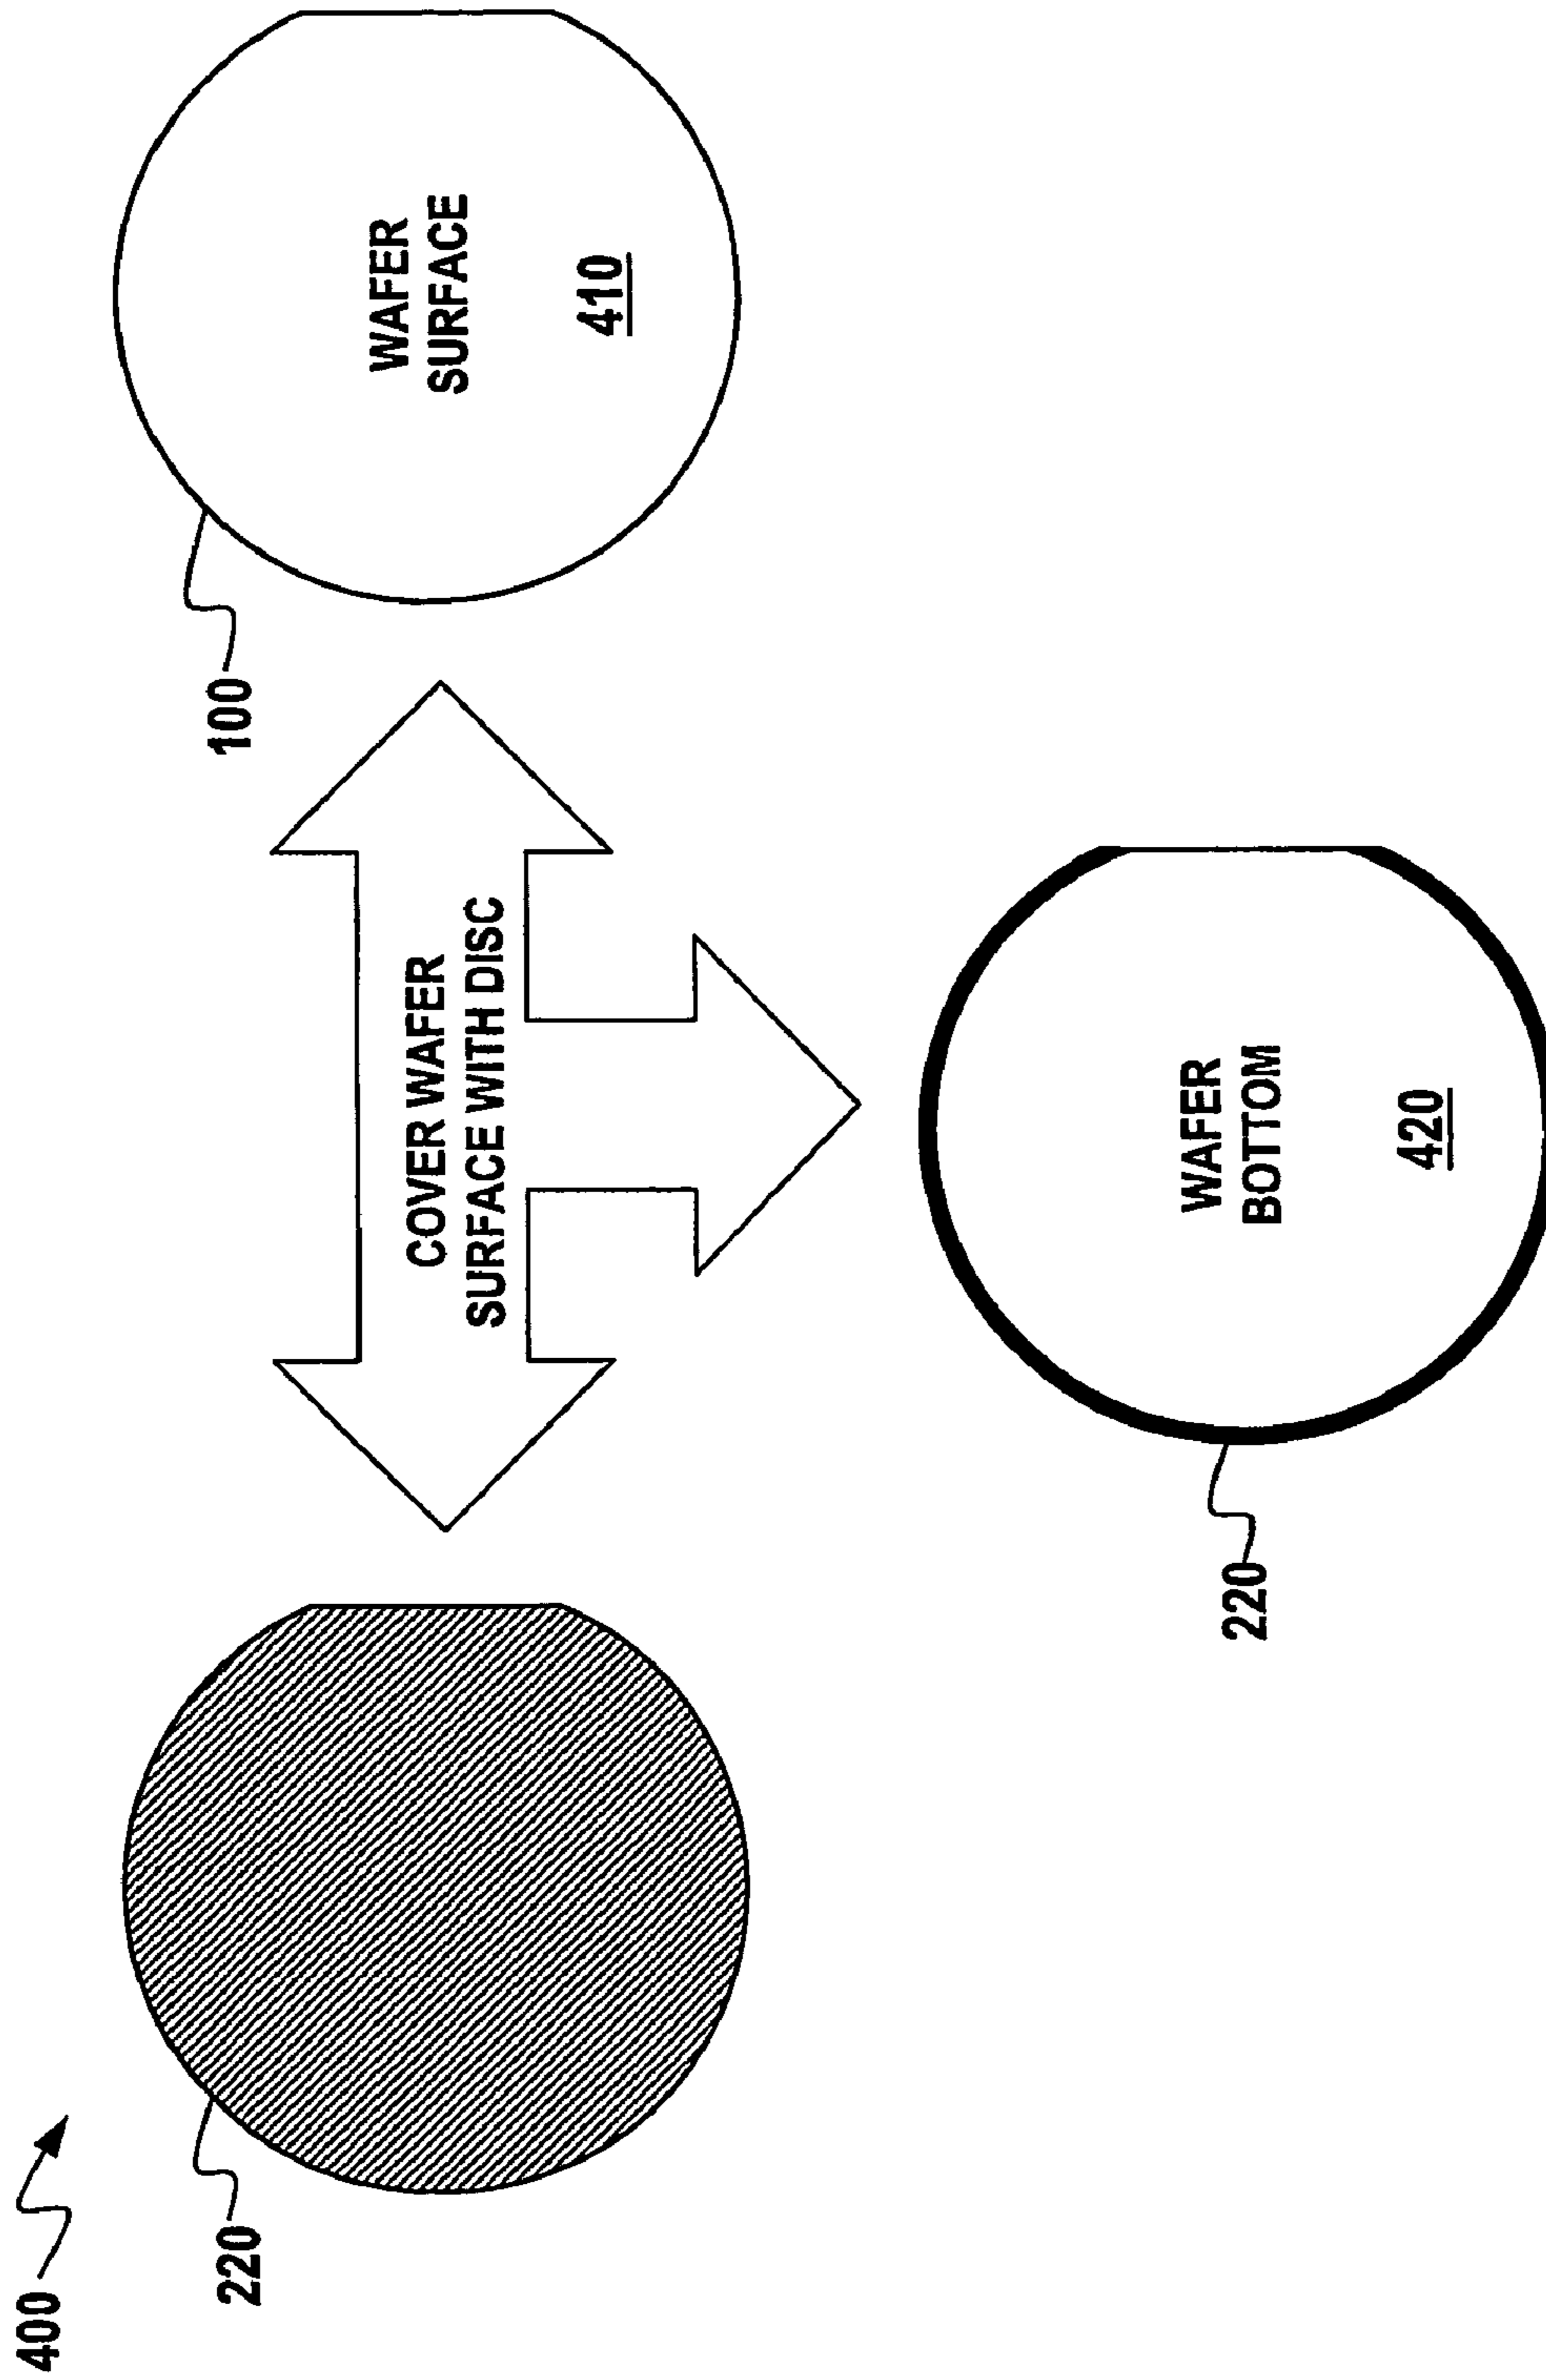 400
220
COVER WAFER
SURFACE WITH DISC
100
WAFER
SURFACE
410
220
WAFER
BOTTOM
420